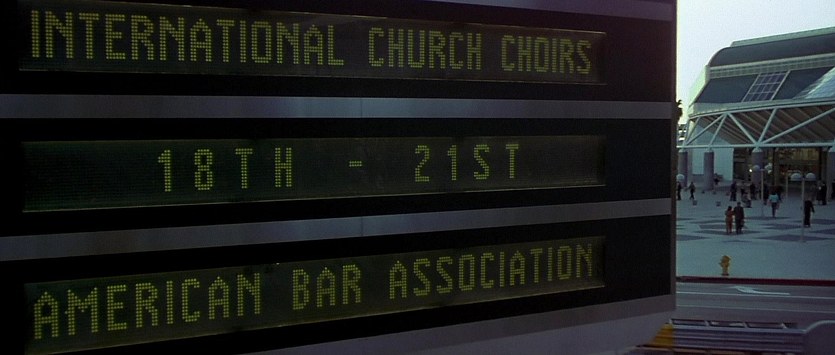 INTERNATIONAL CHURCH CHOIRS
18TH - 21ST
AMERICAN BAR ASSOCIATION